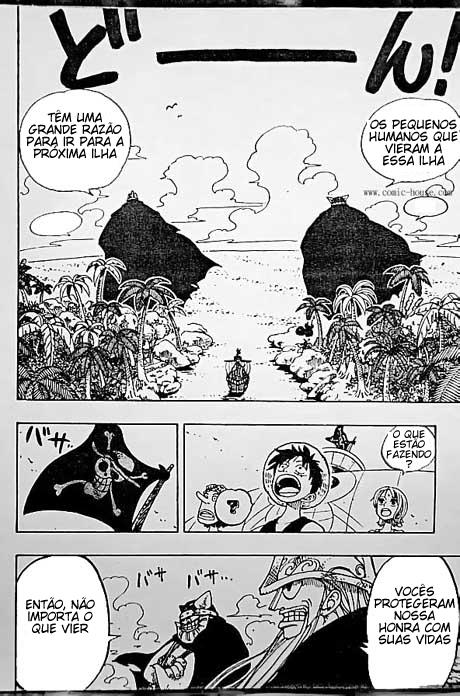 どーん!
OS PEQUENOS
HUMANOS QUE
VIERAM A
ESSA ILHA
www.comic-house.com
TÊM UMA
GRANDE RAZÃO
PARA IR PARA A
PRÓXIMA ILHA
O QUE
ESTÃO
FAZENDO?
?
バサ...
VOCÊS
PROTEGERAM
NOSSA
HONRA COM
SUAS VIDAS
バサッ
バサッ
ENTÃO, NÃO
IMPORTA O
QUE VIER